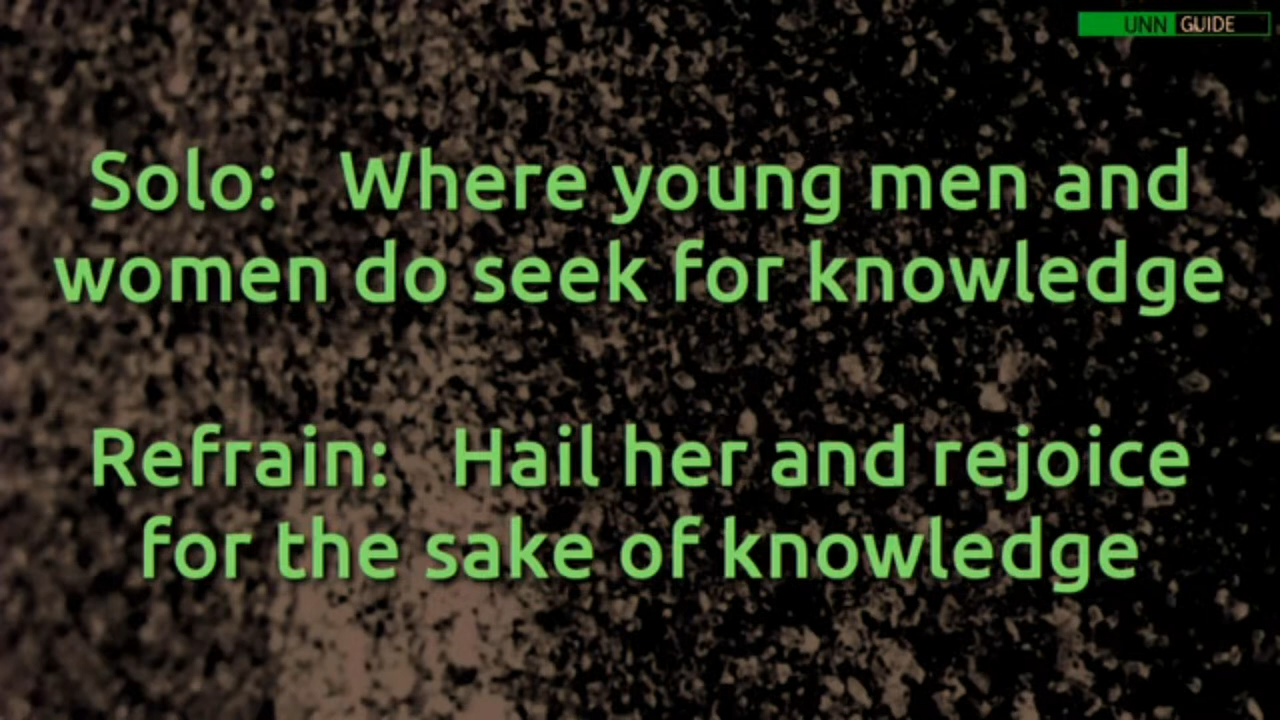 UNN GUIDE
Solo: Where young men and
women do seek for knowledge
Refrain: Hail her and rejoice
for the sake of knowledge